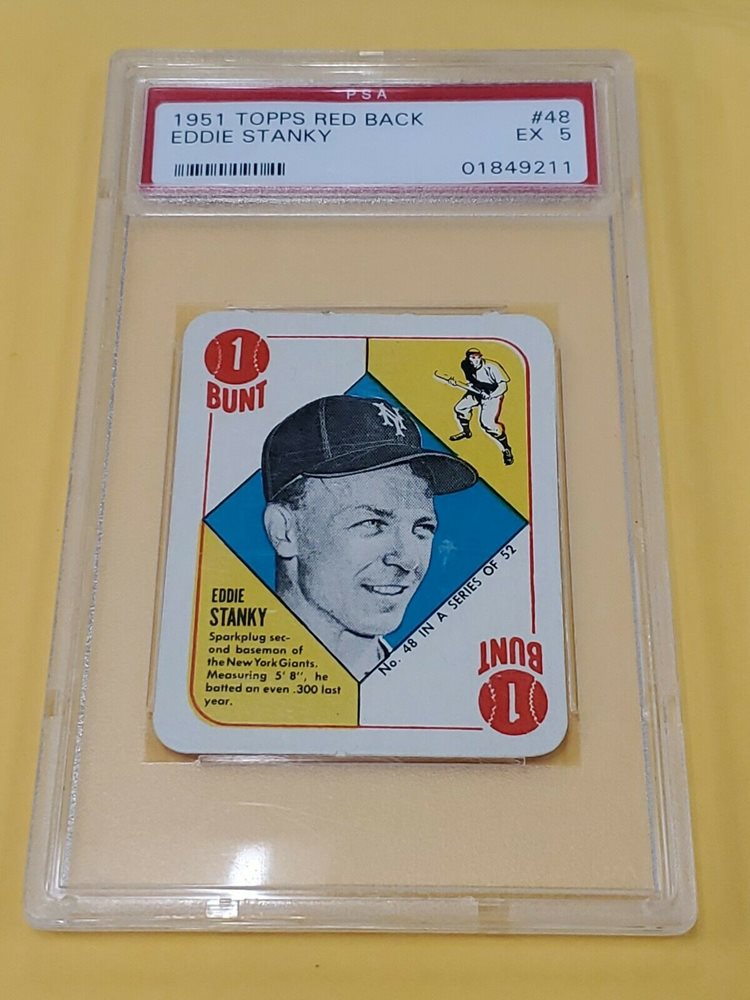 PSA
1951 TOPPS RED BACK #48
EDDIE STANKY EX 5
01849211
1
BUNT
NY
EDDIE
STANKY
Sparkplug sec-
ond baseman of
the New York Giants.
Measuring 5' 8", he
batted an even .300 last
year.
No. 48 IN A SERIES OF 52
BUNT
1